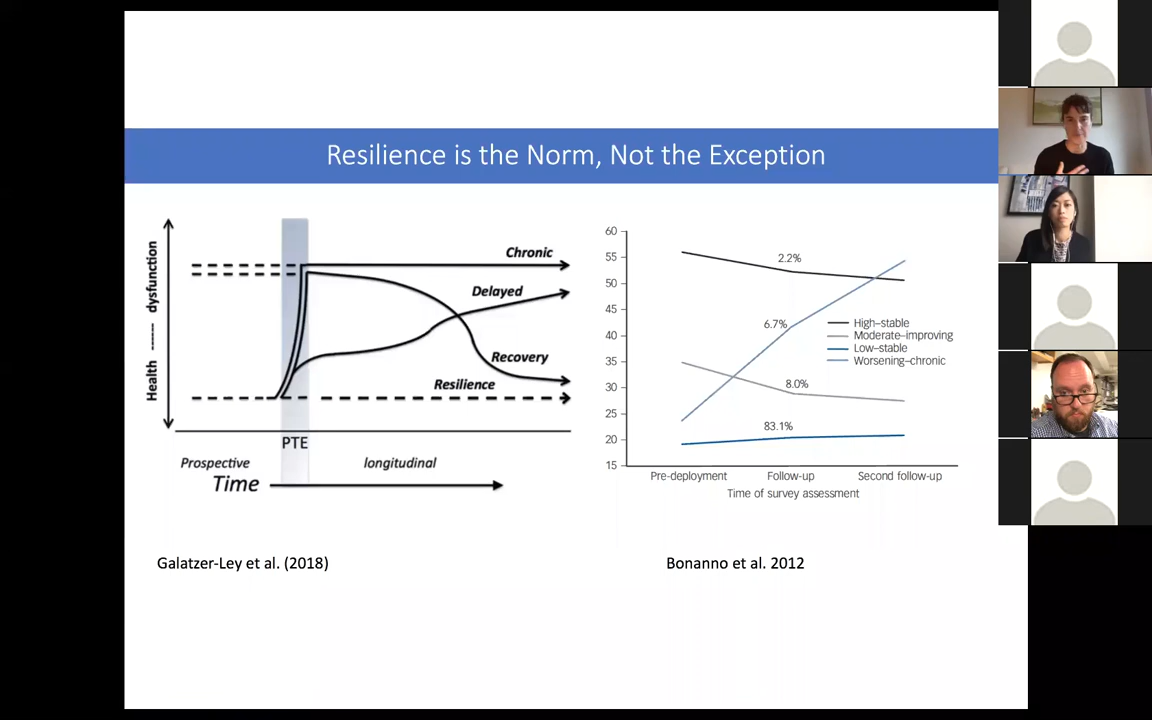 Resilience is the Norm, Not the Exception
Health ------ dysfunction
Chronic
Delayed
Recovery
Resilience
PTE
Prospective
longitudinal
Time
Galatzer-Ley et al. (2018)
60
55
50
45
40
35
30
25
20
15
2.2%
6.7%
8.0%
83.1%
High–stable
Moderate–improving
Low–stable
Worsening–chronic
Pre-deployment
Follow-up
Second follow-up
Time of survey assessment
Bonanno et al. 2012